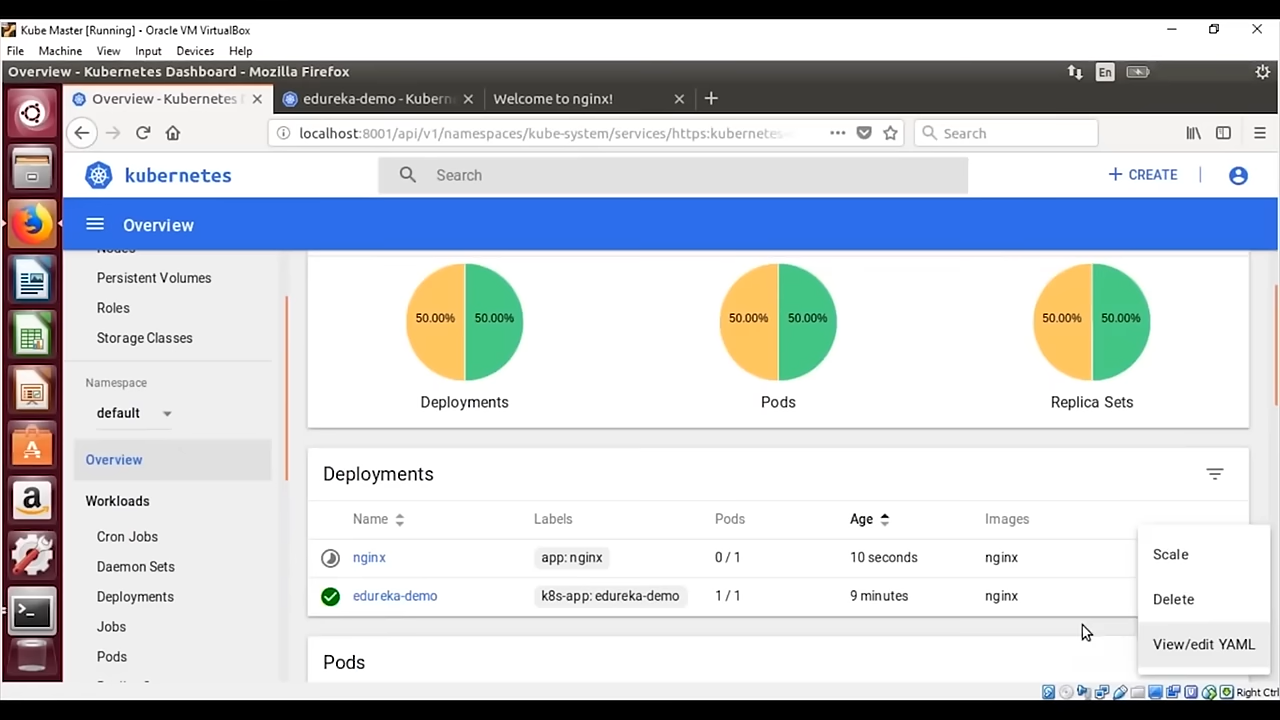 Kube Master [Running] - Oracle VM VirtualBox
File Machine View Input Devices Help
Overview - Kubernetes Dashboard - Mozilla Firefox
En
Overview - Kubernetes
edureka-demo - Kubern
Welcome to nginx!
localhost:8001/api/v1/namespaces/kube-system/services/https:kubernetes-
Search
kubernetes
Search
+ CREATE
Overview
Nodes
Persistent Volumes
Roles
Storage Classes
Namespace
default
Overview
Workloads
Cron Jobs
Daemon Sets
Deployments
Jobs
Pods
50.00% 50.00%
Deployments
50.00% 50.00%
Pods
50.00% 50.00%
Replica Sets
Deployments
Name Labels Pods Age Images
nginx app: nginx 0 / 1 10 seconds nginx
edureka-demo k8s-app: edureka-demo 1 / 1 9 minutes nginx
Scale
Delete
View/edit YAML
Pods
Right Ctrl